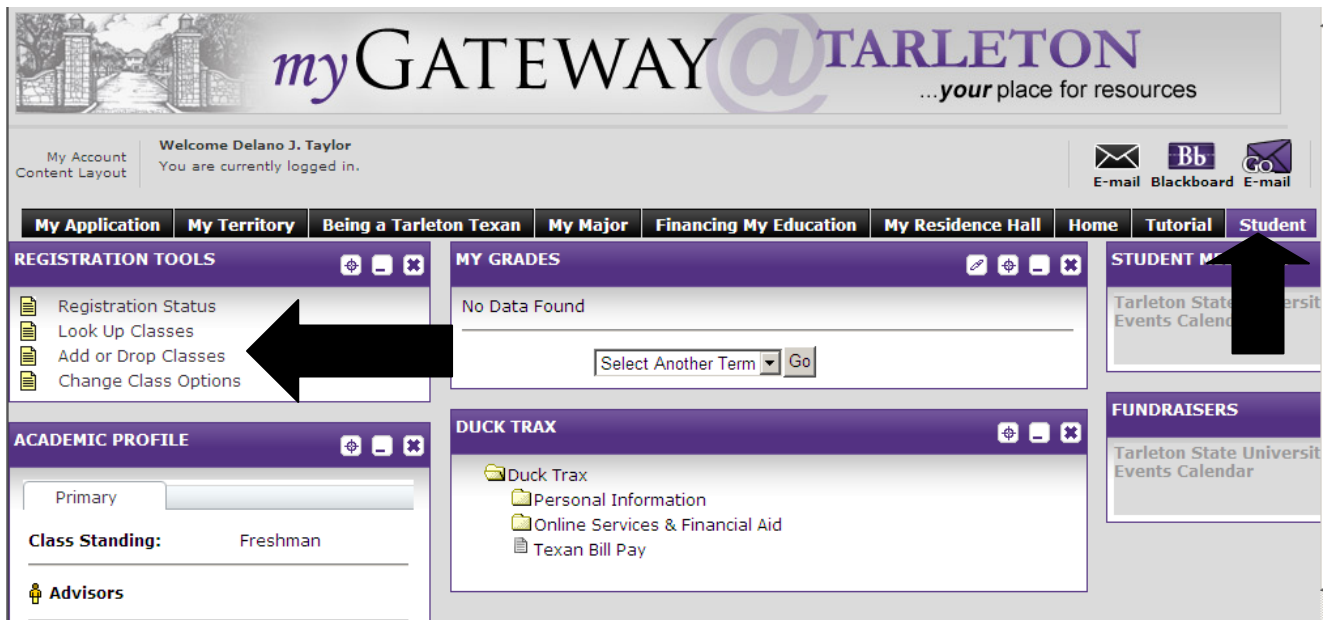 myGATEWAY@TARLETON
...your place for resources
My Account
Content Layout
Welcome Delano J. Taylor
You are currently logged in.
E-mail Blackboard E-mail
Bb
GO
My Application My Territory Being a Tarleton Texan My Major Financing My Education My Residence Hall Home Tutorial Student
REGISTRATION TOOLS
Registration Status
Look Up Classes
Add or Drop Classes
Change Class Options
ACADEMIC PROFILE
Primary
Class Standing: Freshman
Advisors
MY GRADES
No Data Found
Select Another Term Go
DUCK TRAX
Duck Trax
Personal Information
Online Services & Financial Aid
Texan Bill Pay
STUDENT
Tarleton
Events
FUNDRAISERS
Tarleton State Universit
Events Calendar